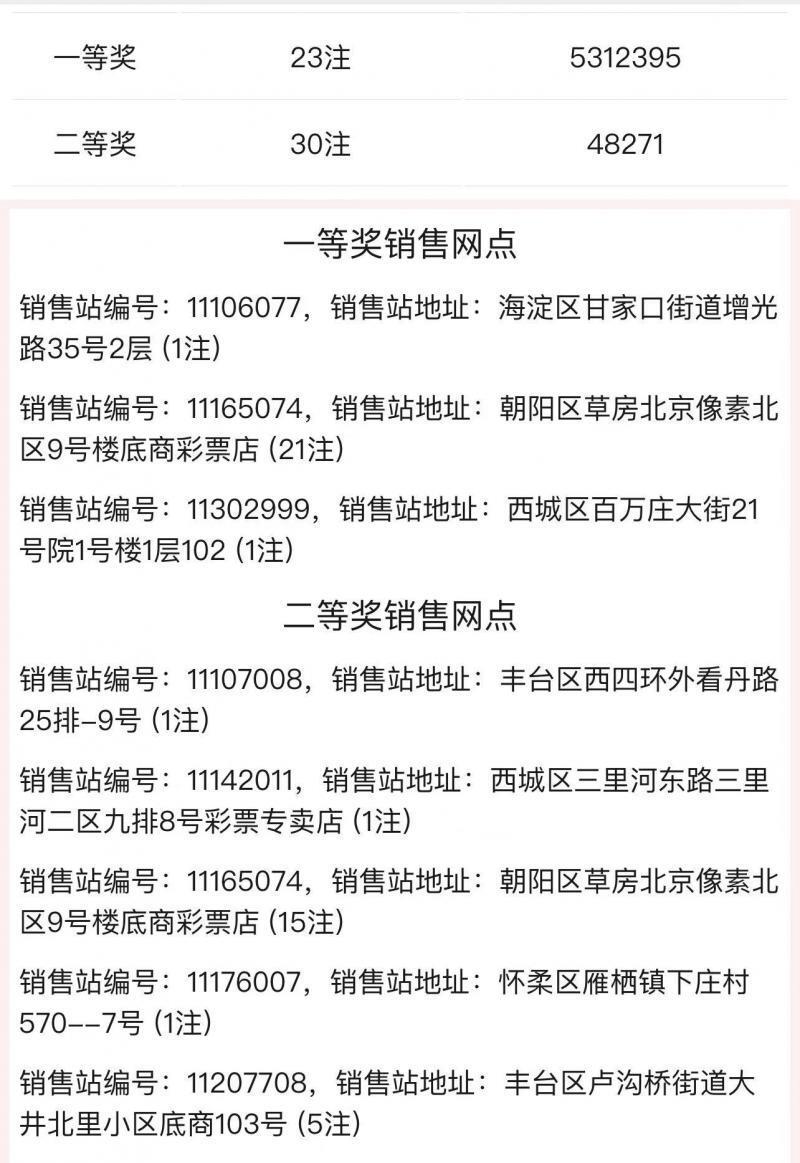 一等奖 23注 5312395
二等奖 30注 48271
一等奖销售网点
销售站编号：11106077，销售站地址：海淀区甘家口街道增光
路35号2层 (1注)
销售站编号：11165074，销售站地址：朝阳区草房北京像素北
区9号楼底商彩票店 (21注)
销售站编号：11302999，销售站地址：西城区百万庄大街21
号院1号楼1层102 (1注)
二等奖销售网点
销售站编号：11107008，销售站地址：丰台区西四环外看丹路
25排–9号 (1注)
销售站编号：11142011，销售站地址：西城区三里河东路三里
河二区九排8号彩票专卖店 (1注)
销售站编号：11165074，销售站地址：朝阳区草房北京像素北
区9号楼底商彩票店 (15注)
销售站编号：11176007，销售站地址：怀柔区雁栖镇下庄村
570––7号 (1注)
销售站编号：11207708，销售站地址：丰台区卢沟桥街道大
井北里小区底商103号 (5注)